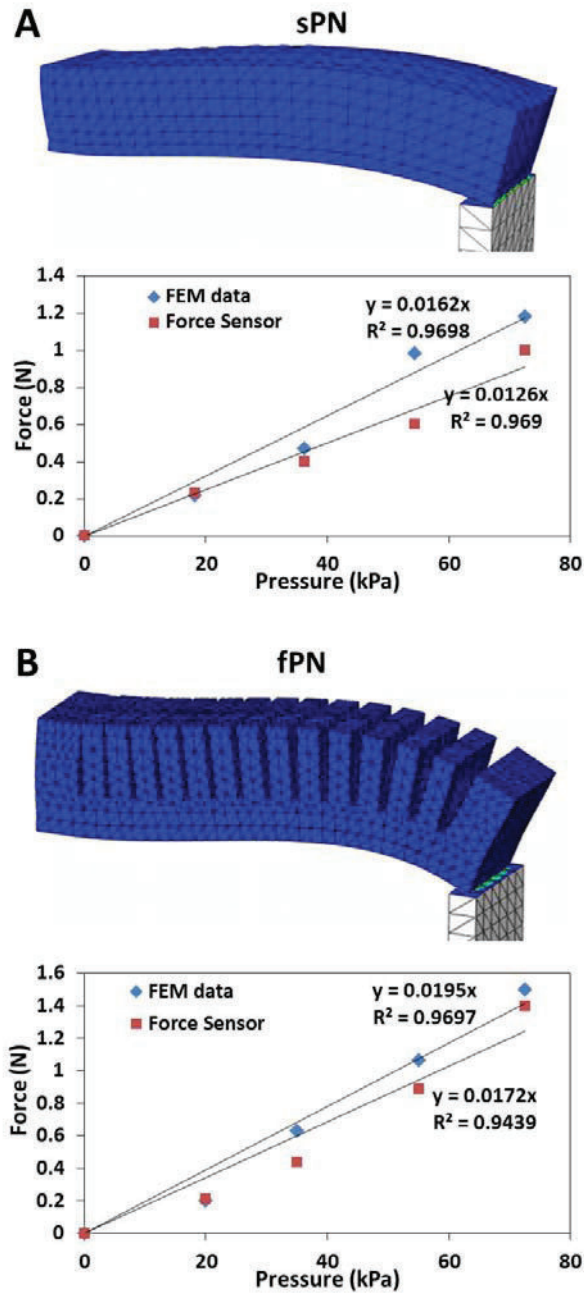 A
sPN
1.4
1.2
1
0.8
0.6
0.4
0.2
0
Force (N)
FEM data
Force Sensor
y = 0.0162x
R² = 0.9698
y = 0.0126x
R² = 0.969
0 20 40 60 80
Pressure (kPa)
B
fPN
1.6
1.4
1.2
1
0.8
0.6
0.4
0.2
0
Force (N)
FEM data
Force Sensor
y = 0.0195x
R² = 0.9697
y = 0.0172x
R² = 0.9439
0 20 40 60 80
Pressure (kPa)